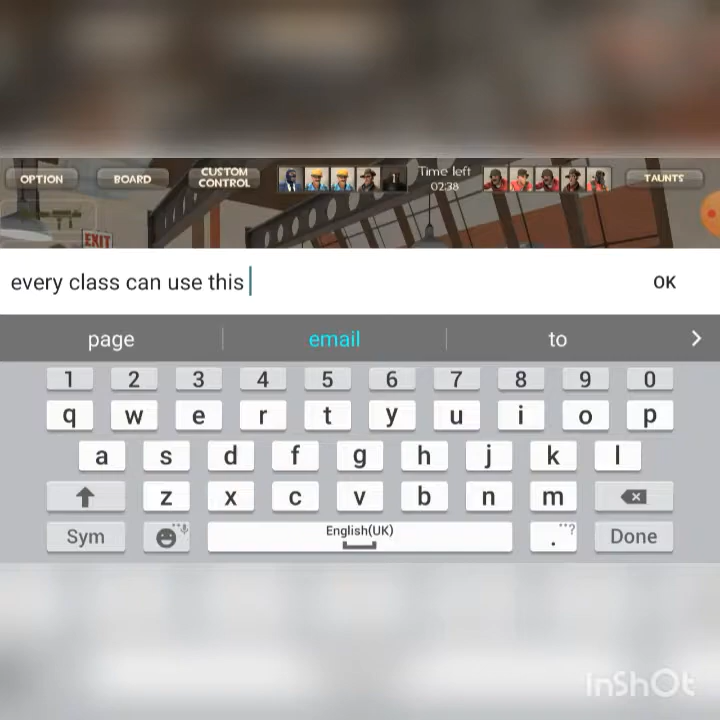 OPTION
BOARD
CUSTOM CONTROL
1
Time left
02:38
TAUNTS
EXIT
every class can use this
OK
page
email
to
>
1 2 3 4 5 6 7 8 9 0
q w e r t y u i o p
a s d f g h j k l
z x c v b n m
Sym
English(UK)
. ?
Done
InShOt